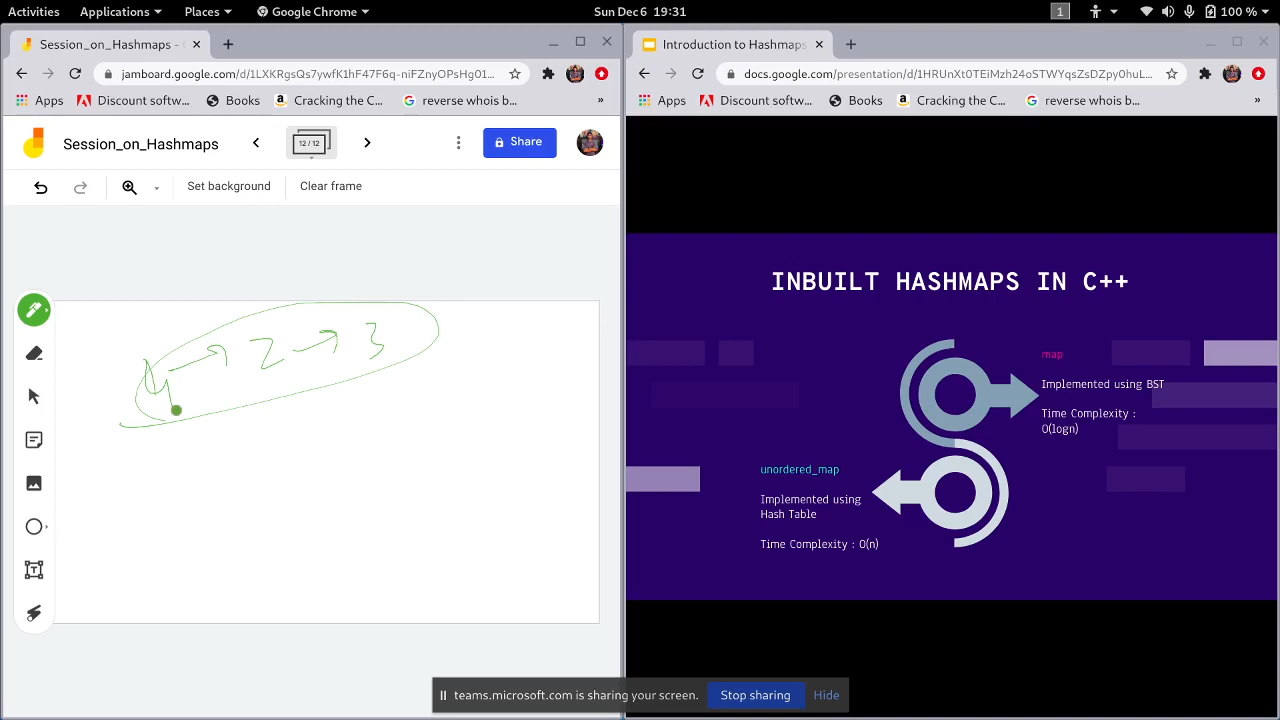 Activities Applications Places Google Chrome Sun Dec 6 19:31 1 100 %
Session_on_Hashmaps - G
jamboard.google.com/d/1LXKRgsQs7ywfK1hF47F6q-niFZnyOPsHg01...
Apps Discount softw... Books Cracking the C... reverse whois b... »
Session_on_Hashmaps 12 / 12 Share
Set background Clear frame
2 → 3
Introduction to Hashmaps
docs.google.com/presentation/d/1HRUnXt0TEiMzh24oSTWYqsZsDZpy0huL...
Apps Discount softw... Books Cracking the C... reverse whois b... »
INBUILT HASHMAPS IN C++
map
Implemented using BST
Time Complexity :
O(logn)
unordered_map
Implemented using
Hash Table
Time Complexity : O(n)
teams.microsoft.com is sharing your screen. Stop sharing Hide